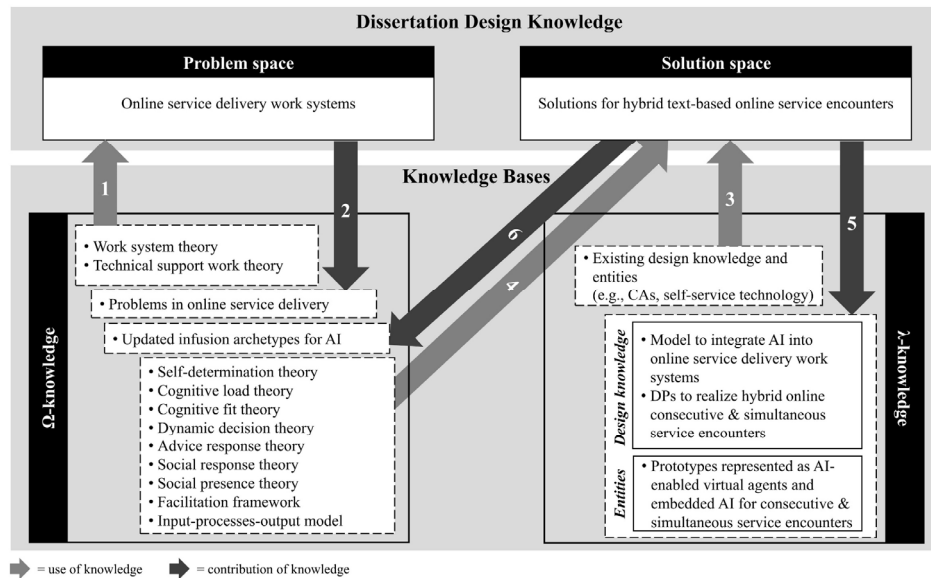 Dissertation Design Knowledge
Problem space
Online service delivery work systems
Solution space
Solutions for hybrid text-based online service encounters
Knowledge Bases
1
2
6
4
3
5
Ω-knowledge
• Work system theory
• Technical support work theory
• Problems in online service delivery
• Updated infusion archetypes for AI
• Self-determination theory
• Cognitive load theory
• Cognitive fit theory
• Dynamic decision theory
• Advice response theory
• Social response theory
• Social presence theory
• Facilitation framework
• Input-processes-output model
• Existing design knowledge and
entities
(e.g., CAs, self-service technology)
Design knowledge
• Model to integrate AI into
online service delivery work
systems
• DPs to realize hybrid online
consecutive & simultaneous
service encounters
Entities
• Prototypes represented as AI-
enabled virtual agents and
embedded AI for consecutive &
simultaneous service encounters
λ-knowledge
= use of knowledge
= contribution of knowledge